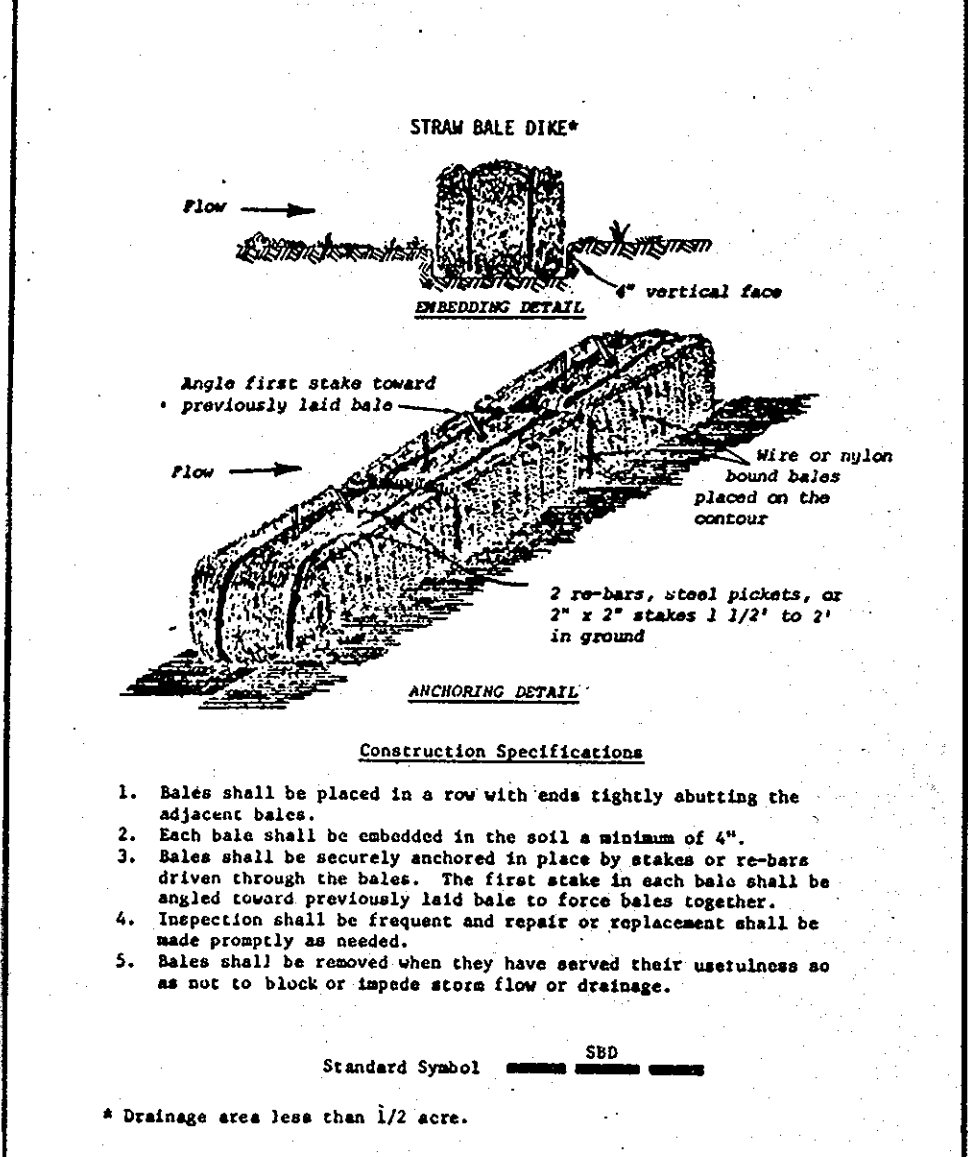 STRAW BALE DIKE*
Flow
4" vertical face
EMBEDDING DETAIL
Angle first stake toward
previously laid bale
Flow
Wire or nylon
bound bales
placed on the
contour
2 re-bars, steel pickets, or
2" x 2" stakes 1 1/2' to 2'
in ground
ANCHORING DETAIL
Construction Specifications
1. Bales shall be placed in a row with ends tightly abutting the
adjacent bales.
2. Each bale shall be embedded in the soil a minimum of 4".
3. Bales shall be securely anchored in place by stakes or re-bars
driven through the bales. The first stake in each bale shall be
angled toward previously laid bale to force bales together.
4. Inspection shall be frequent and repair or replacement shall be
made promptly as needed.
5. Bales shall be removed when they have served their usefulness so
as not to block or impede storm flow or drainage.
SBD
Standard Symbol
* Drainage area less than 1/2 acre.